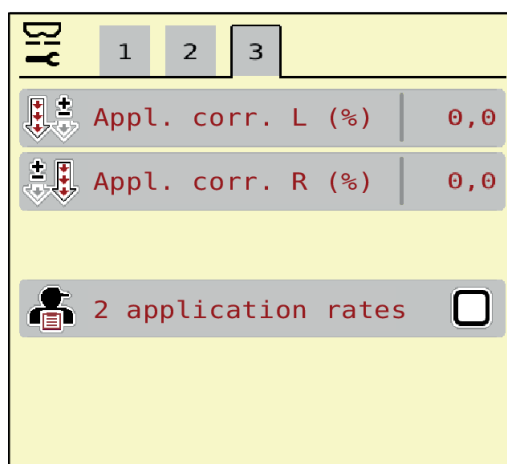 1 2 3
Appl. corr. L (%) 0,0
Appl. corr. R (%) 0,0
2 application rates